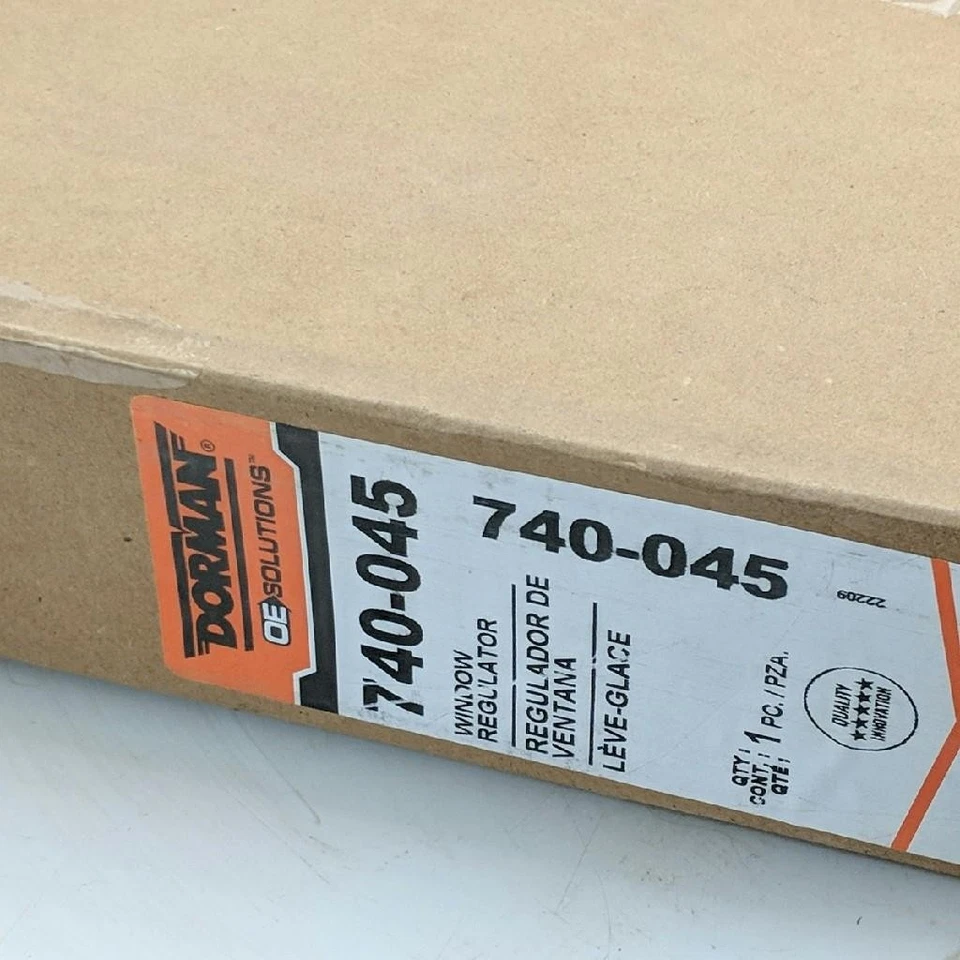 DORMAN®
OE SOLUTIONS™
740-045
740-045
WINDOW
REGULATOR
REGULADOR DE
VENTANA
LÈVE-GLACE
QTY:
CONT.: 1 PC. / PZA.
QTÉ:
QUALITY
★★★★★
INNOVATION
22209